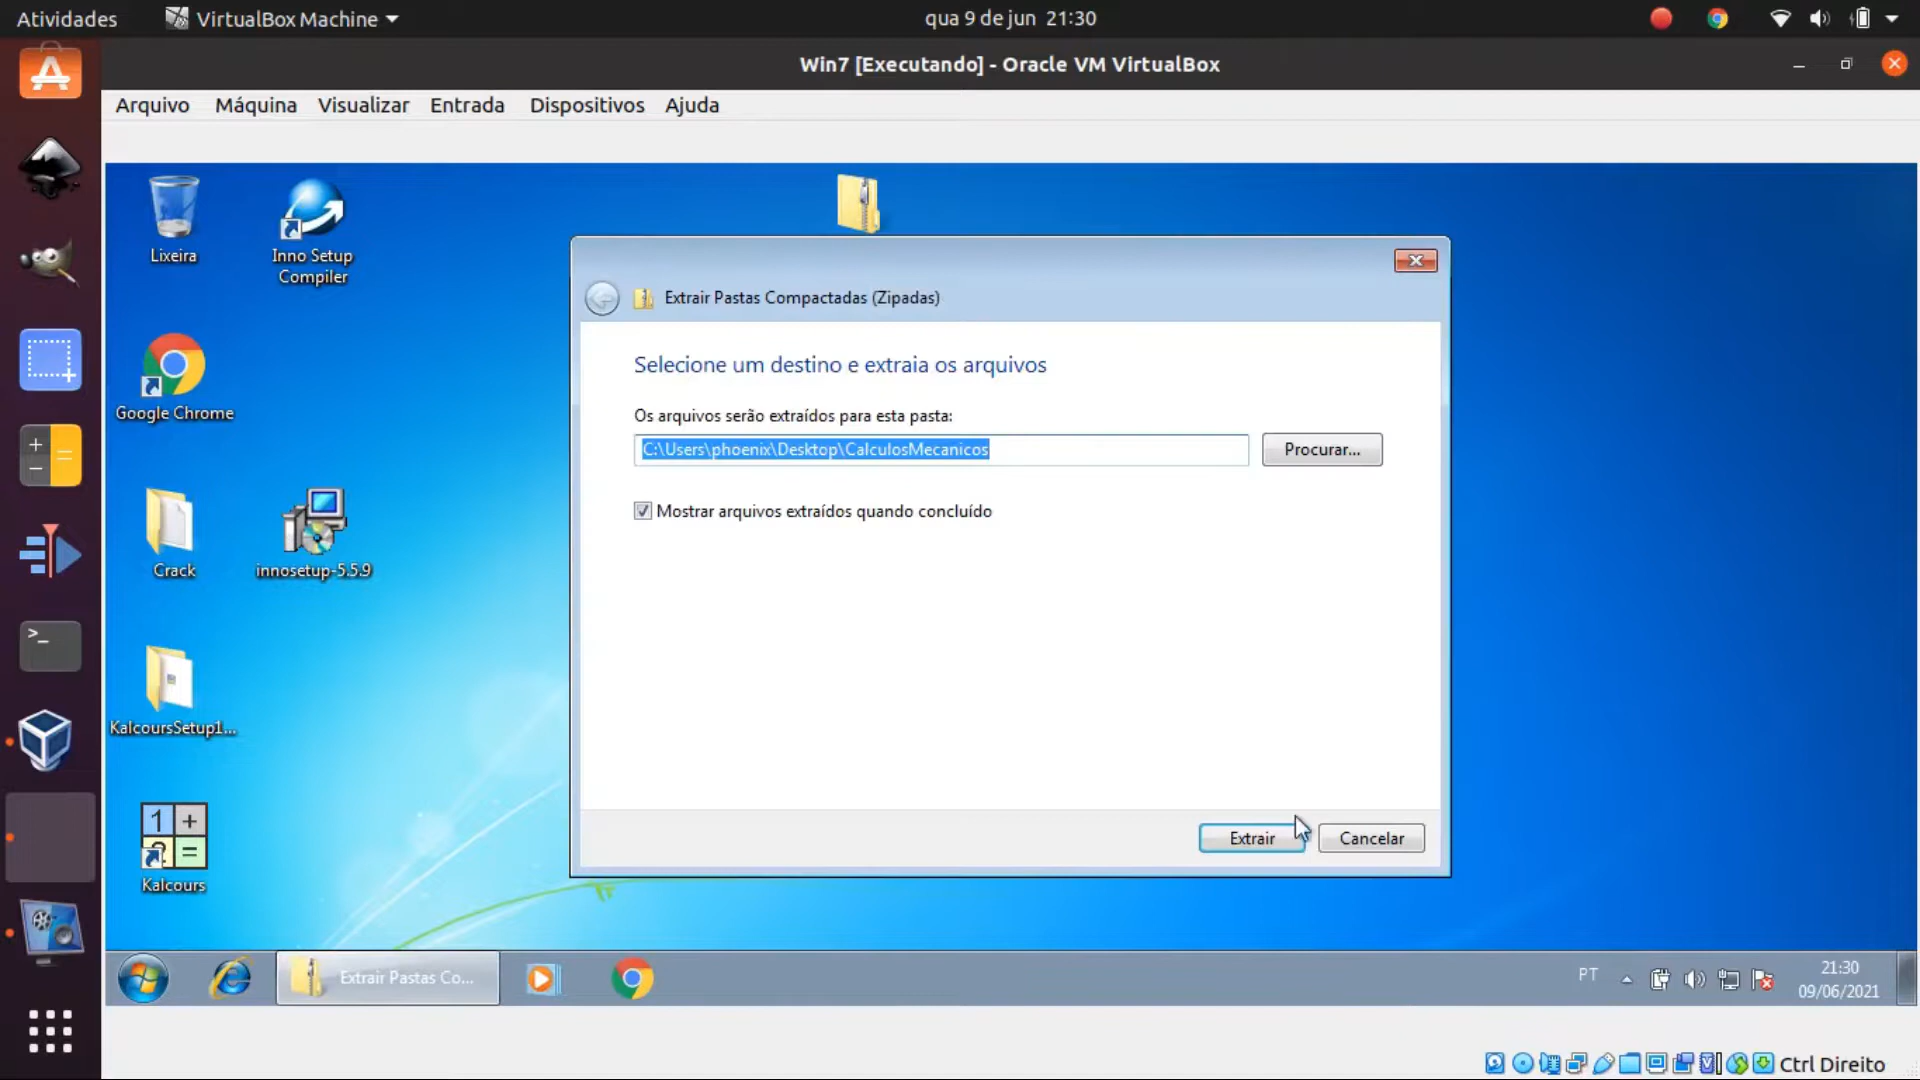 Atividades
VirtualBox Machine
qua 9 de jun 21:30
Win7 [Executando] - Oracle VM VirtualBox
Arquivo Máquina Visualizar Entrada Dispositivos Ajuda
Lixeira
Inno Setup
Compiler
Google Chrome
Crack
innosetup-5.5.9
KalcoursSetup1...
1 +
? =
Kalcours
Extrair Pastas Compactadas (Zipadas)
Selecione um destino e extraia os arquivos
Os arquivos serão extraídos para esta pasta:
C:\Users\phoenix\Desktop\CalculosMecanicos
Procurar...
Mostrar arquivos extraídos quando concluído
Extrair
Cancelar
Extrair Pastas Co...
PT
21:30
09/06/2021
Ctrl Direito